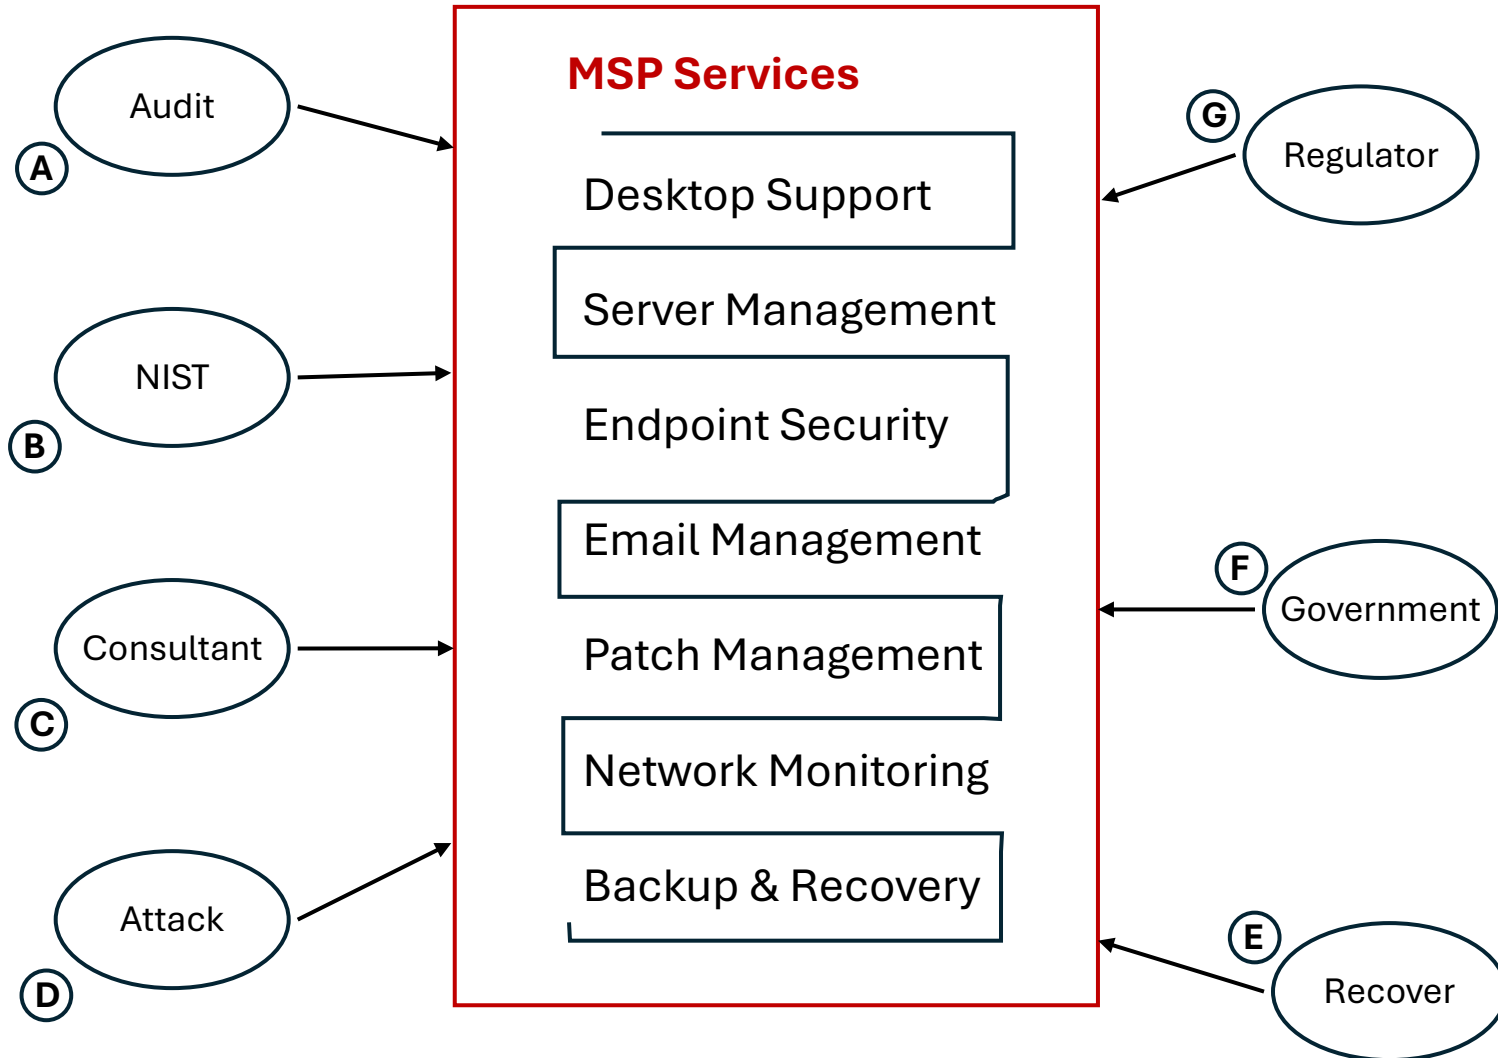 MSP Services
Audit
A
NIST
B
Consultant
C
Attack
D
Desktop Support
Server Management
Endpoint Security
Email Management
Patch Management
Network Monitoring
Backup & Recovery
G
Regulator
F
Government
E
Recover